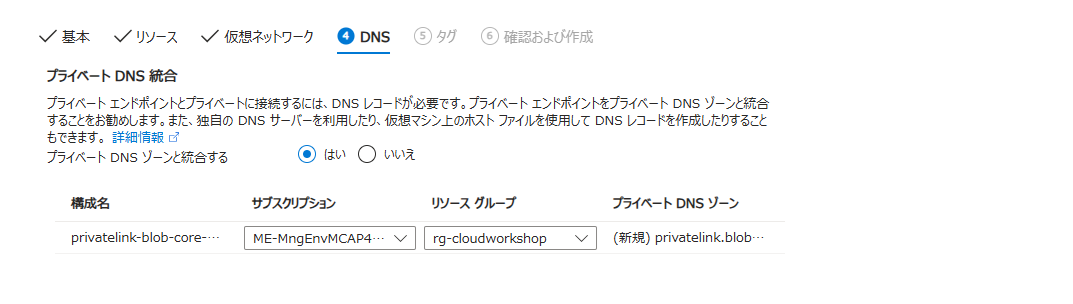 基本 リソース 仮想ネットワーク 4 DNS 5 タグ 6 確認および作成
プライベート DNS 統合
プライベート エンドポイントとプライベートに接続するには、DNS レコードが必要です。プライベート エンドポイントをプライベート DNS ゾーンと統合
することをお勧めします。また、独自の DNS サーバーを利用したり、仮想マシン上のホスト ファイルを使用して DNS レコードを作成したりすること
もできます。 詳細情報
プライベート DNS ゾーンと統合する はい いいえ
構成名 サブスクリプション リソース グループ プライベート DNS ゾーン
privatelink-blob-core-… ME-MngEnvMCAP4… rg-cloudworkshop (新規) privatelink.blob…